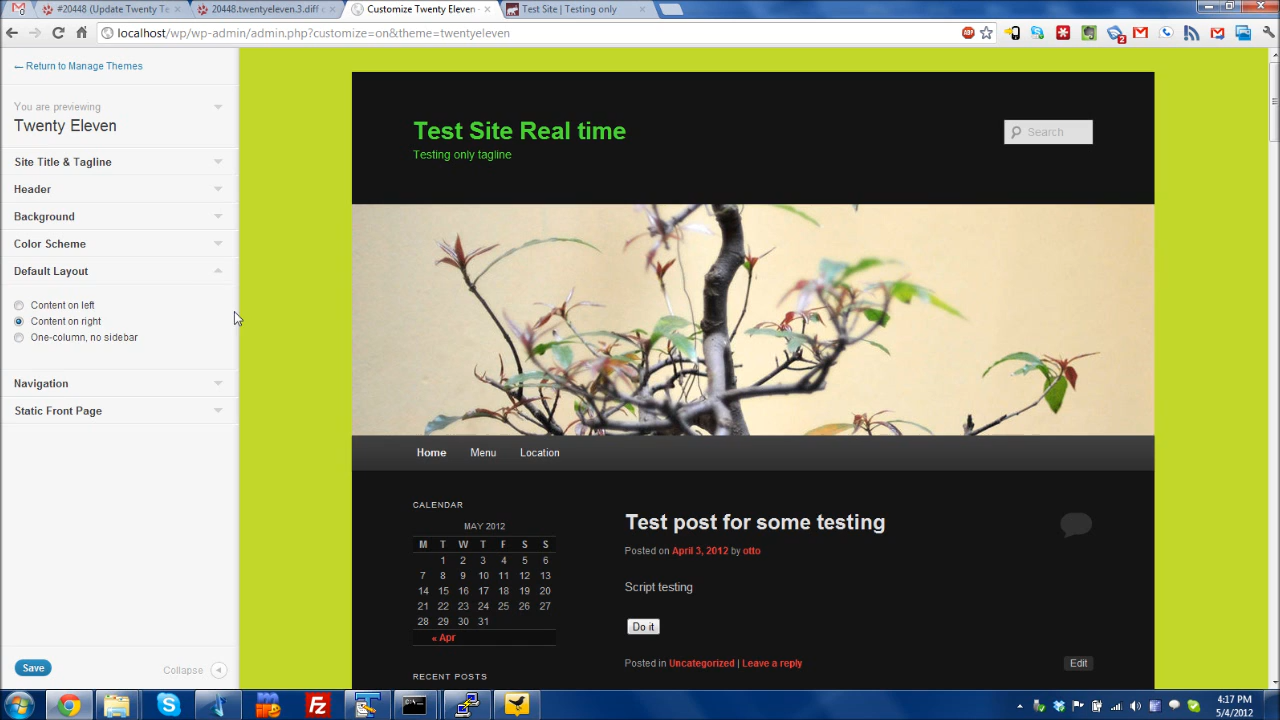 #20448 (Update Twenty Te
20448.twentyeleven.3.diff o
Customize Twenty Eleven -
Test Site | Testing only
localhost/wp/wp-admin/admin.php?customize=on&theme=twentyeleven
ABP
2
← Return to Manage Themes
You are previewing
Twenty Eleven
Site Title & Tagline
Header
Background
Color Scheme
Default Layout
Content on left
Content on right
One-column, no sidebar
Navigation
Static Front Page
Save
Collapse
Test Site Real time
Testing only tagline
Search
Home Menu Location
CALENDAR
MAY 2012
M T W T F S S
1 2 3 4 5 6
7 8 9 10 11 12 13
14 15 16 17 18 19 20
21 22 23 24 25 26 27
28 29 30 31
« Apr
RECENT POSTS
Test post for some testing
Posted on April 3, 2012 by otto
Script testing
Do it
Posted in Uncategorized | Leave a reply
Edit
4:17 PM
5/4/2012